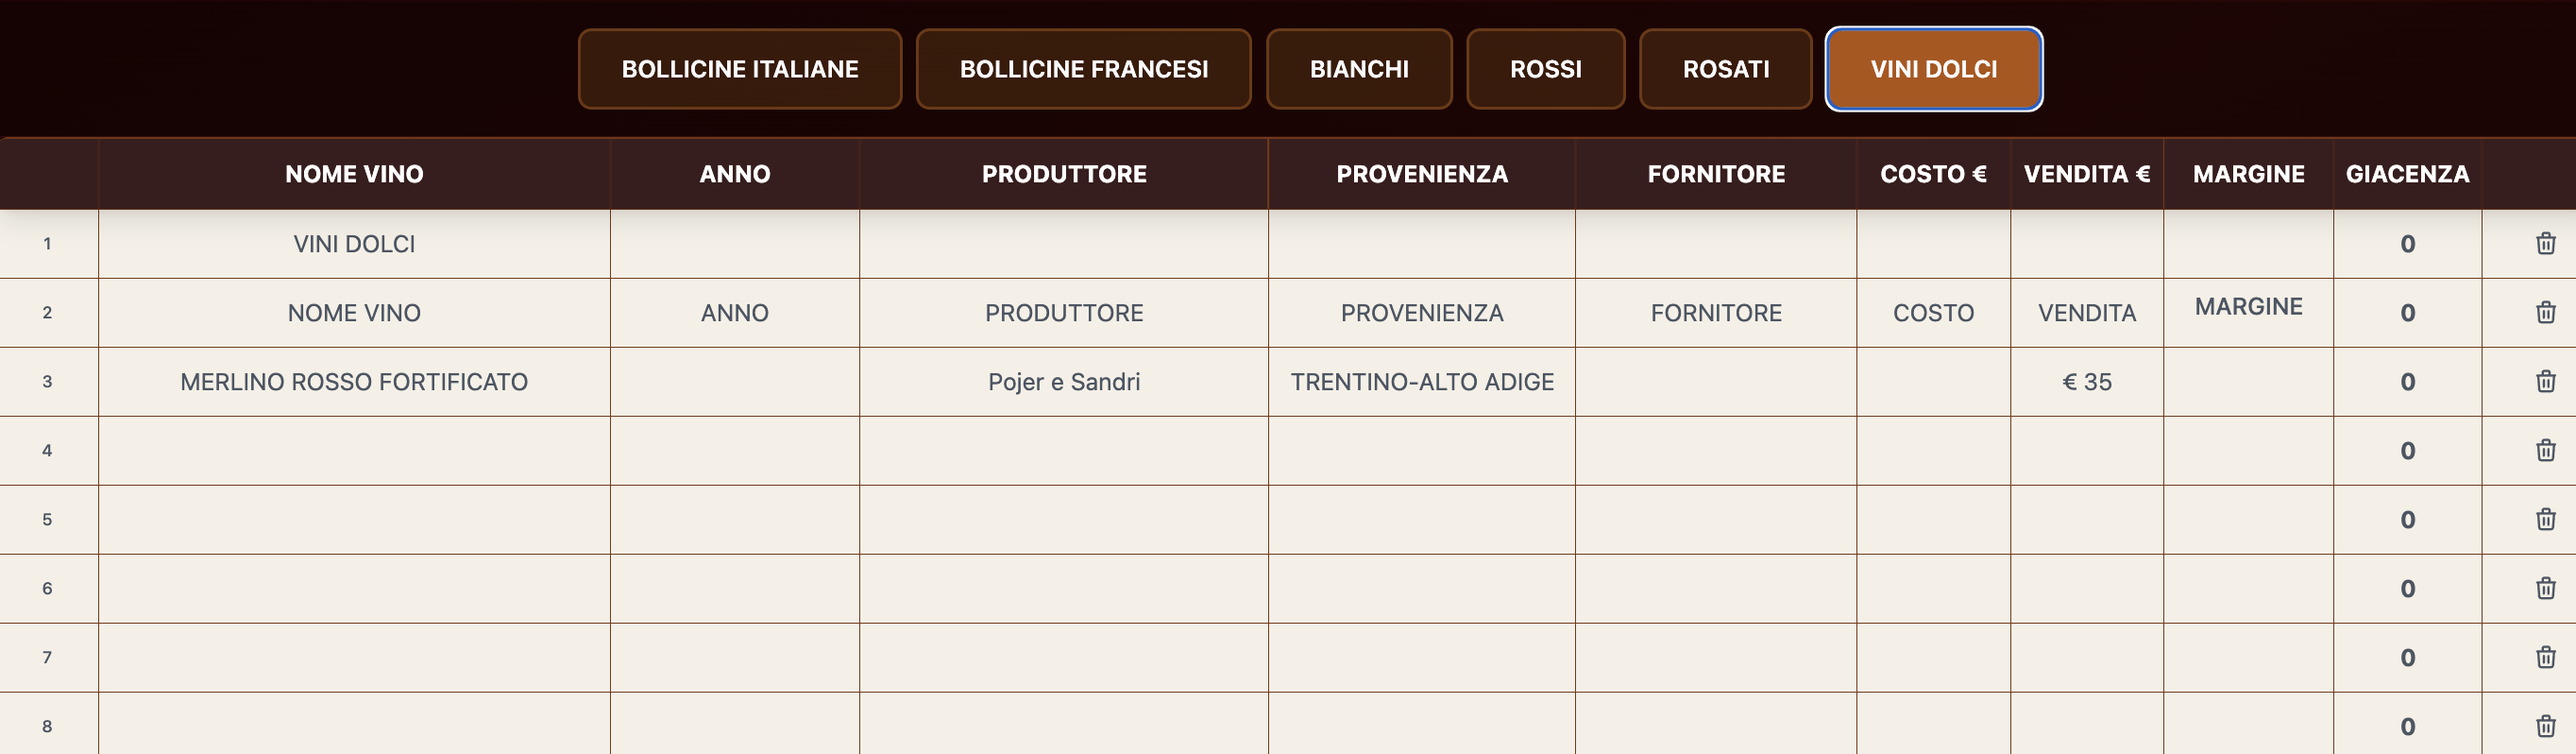 BOLLICINE ITALIANE BOLLICINE FRANCESI BIANCHI ROSSI ROSATI VINI DOLCI
NOME VINO ANNO PRODUTTORE PROVENIENZA FORNITORE COSTO € VENDITA € MARGINE GIACENZA
1 VINI DOLCI 0
2 NOME VINO ANNO PRODUTTORE PROVENIENZA FORNITORE COSTO VENDITA MARGINE 0
3 MERLINO ROSSO FORTIFICATO Pojer e Sandri TRENTINO-ALTO ADIGE € 35 0
4 0
5 0
6 0
7 0
8 0